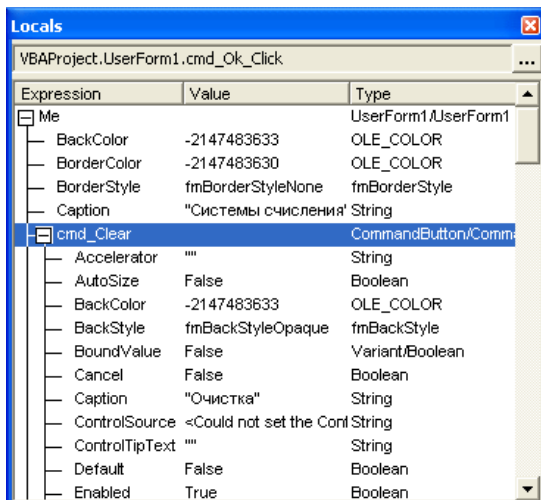 Locals
VBAProject.UserForm1.cmd_Ok_Click ...
Expression Value Type
Me UserForm1/UserForm1
BackColor -2147483633 OLE_COLOR
BorderColor -2147483630 OLE_COLOR
BorderStyle fmBorderStyleNone fmBorderStyle
Caption "Системы счисления" String
cmd_Clear CommandButton/Comma
Accelerator "" String
AutoSize False Boolean
BackColor -2147483633 OLE_COLOR
BackStyle fmBackStyleOpaque fmBackStyle
BoundValue False Variant/Boolean
Cancel False Boolean
Caption "Очистка" String
ControlSource <Could not set the Cont String
ControlTipText "" String
Default False Boolean
Enabled True Boolean